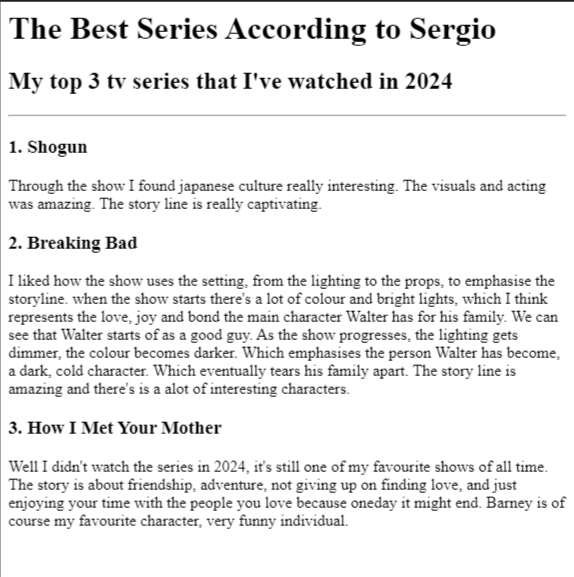 The Best Series According to Sergio
My top 3 tv series that I've watched in 2024
1. Shogun
Through the show I found japanese culture really interesting. The visuals and acting
was amazing. The story line is really captivating.
2. Breaking Bad
I liked how the show uses the setting, from the lighting to the props, to emphasise the
storyline. when the show starts there's a lot of colour and bright lights, which I think
represents the love, joy and bond the main character Walter has for his family. We can
see that Walter starts of as a good guy. As the show progresses, the lighting gets
dimmer, the colour becomes darker. Which emphasises the person Walter has become,
a dark, cold character. Which eventually tears his family apart. The story line is
amazing and there's is a alot of interesting characters.
3. How I Met Your Mother
Well I didn't watch the series in 2024, it's still one of my favourite shows of all time.
The story is about friendship, adventure, not giving up on finding love, and just
enjoying your time with the people you love because oneday it might end. Barney is of
course my favourite character, very funny individual.